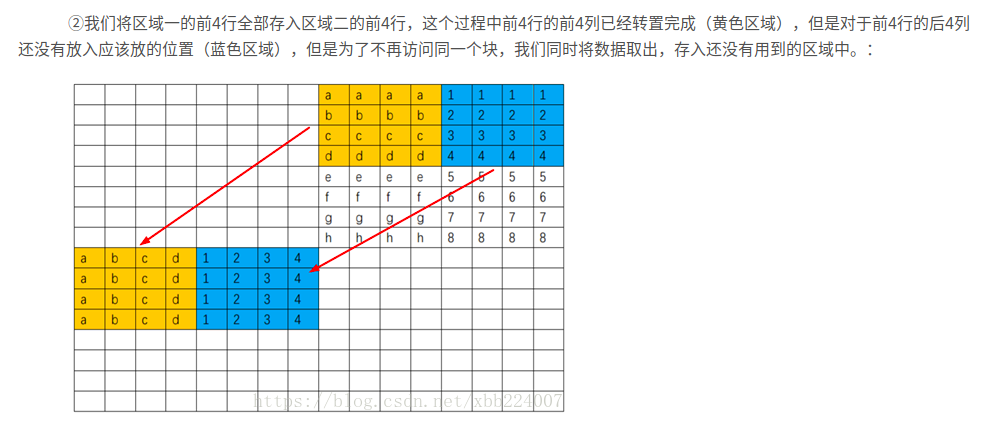 ②我们将区域一的前4行全部存入区域二的前4行，这个过程中前4行的前4列已经转置完成（黄色区域），但是对于前4行的后4列
还没有放入应该放的位置（蓝色区域），但是为了不再访问同一个块，我们同时将数据取出，存入还没有用到的区域中。：
a a a a 1 1 1 1
b b b b 2 2 2 2
c c c c 3 3 3 3
d d d d 4 4 4 4
e e e e 5 5 5 5
f f f f 6 6 6 6
g g g g 7 7 7 7
h h h h 8 8 8 8
a b c d 1 2 3 4
a b c d 1 2 3 4
a b c d 1 2 3 4
a b c d 1 2 3 4
https://blog.csdn.net/xbb224007